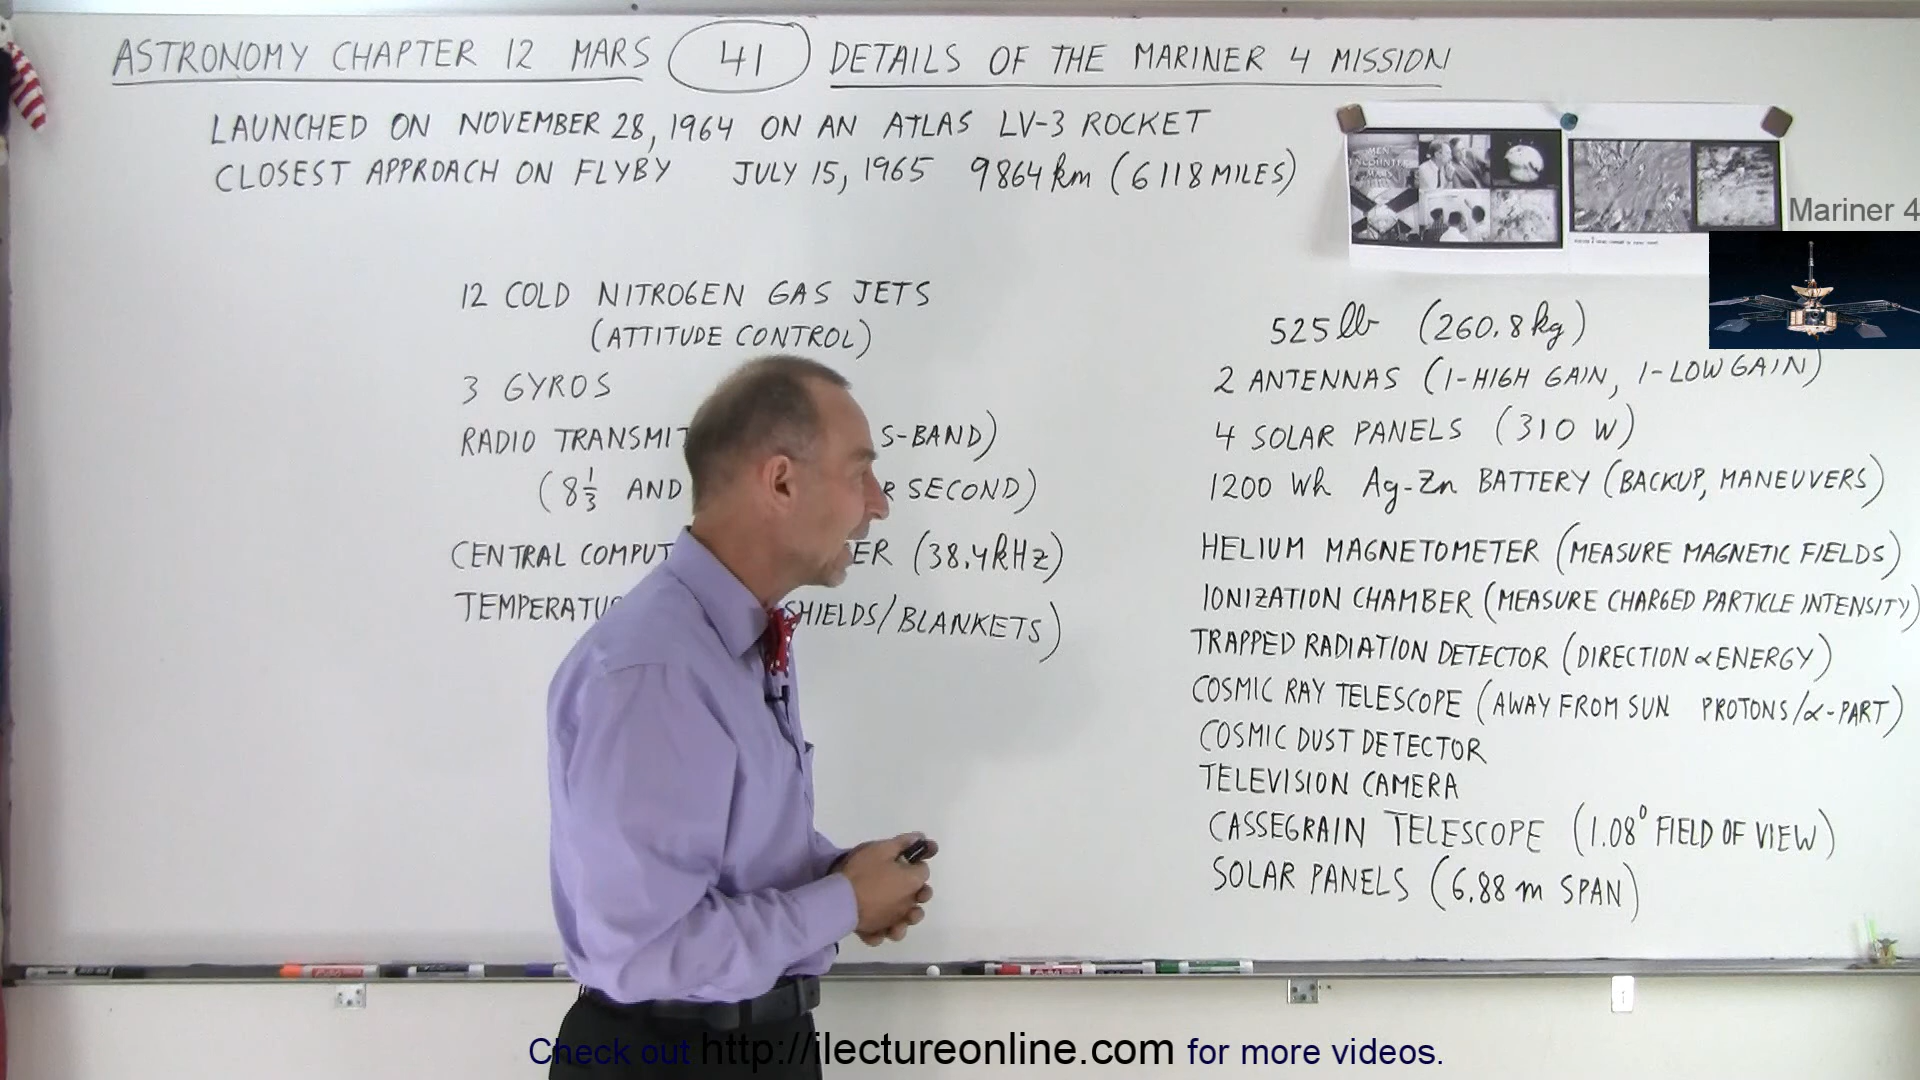 ASTRONOMY CHAPTER 12 MARS 41 DETAILS OF THE MARINER 4 MISSION
LAUNCHED ON NOVEMBER 28, 1964 ON AN ATLAS LV-3 ROCKET
CLOSEST APPROACH ON FLYBY JULY 15, 1965 9864 km (6118 MILES)
MEN ENCOUNTER MARS
Mariner 4
12 COLD NITROGEN GAS JETS
(ATTITUDE CONTROL)
3 GYROS
RADIO TRANSMIT S-BAND)
(8 1/3 AND R SECOND)
CENTRAL COMPUT ER (38.4 kHz)
TEMPERATU SHIELDS/BLANKETS)
525 lb (260.8 kg)
2 ANTENNAS (1-HIGH GAIN, 1-LOW GAIN)
4 SOLAR PANELS (310 W)
1200 Wh Ag-Zn BATTERY (BACKUP, MANEUVERS)
HELIUM MAGNETOMETER (MEASURE MAGNETIC FIELDS)
IONIZATION CHAMBER (MEASURE CHARGED PARTICLE INTENSITY)
TRAPPED RADIATION DETECTOR (DIRECTION & ENERGY)
COSMIC RAY TELESCOPE (AWAY FROM SUN PROTONS/α-PART)
COSMIC DUST DETECTOR
TELEVISION CAMERA
CASSEGRAIN TELESCOPE (1.08° FIELD OF VIEW)
SOLAR PANELS (6.88 m SPAN)
Check out http://ilectureonline.com for more videos.